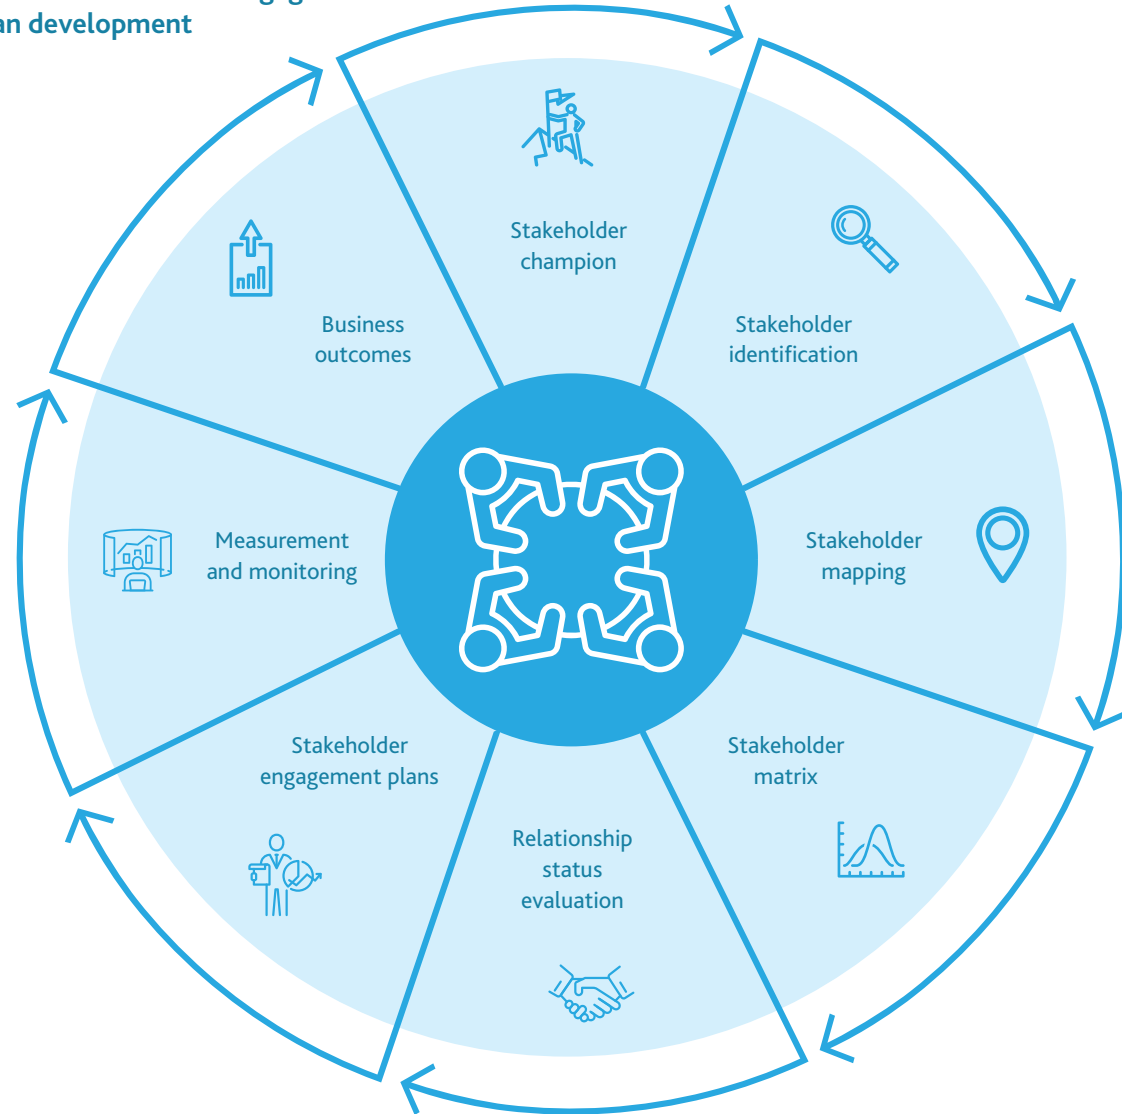 an development
Stakeholder
champion
Stakeholder
identification
Stakeholder
mapping
Stakeholder
matrix
Relationship
status
evaluation
Stakeholder
engagement plans
Measurement
and monitoring
Business
outcomes